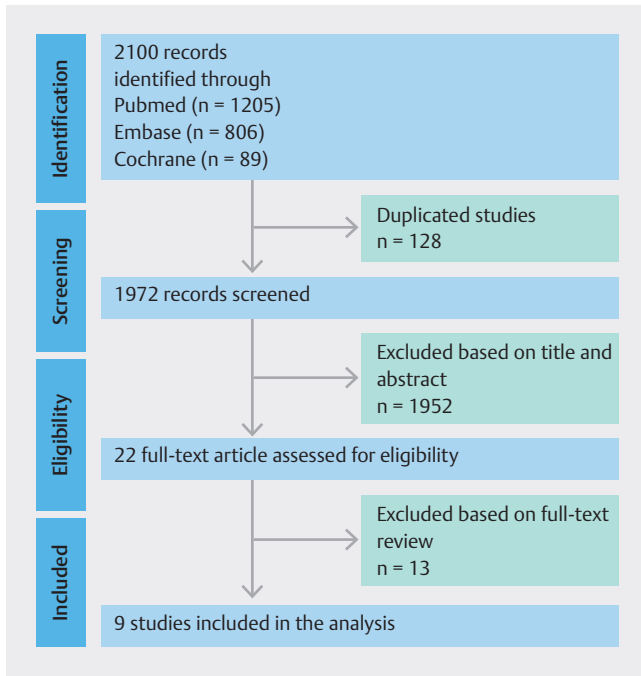 Identification
2100 records
identified through
Pubmed (n = 1205)
Embase (n = 806)
Cochrane (n = 89)
Duplicated studies
n = 128
Screening
1972 records screened
Excluded based on title and
abstract
n = 1952
Eligibility
22 full-text article assessed for eligibility
Excluded based on full-text
review
n = 13
Included
9 studies included in the analysis